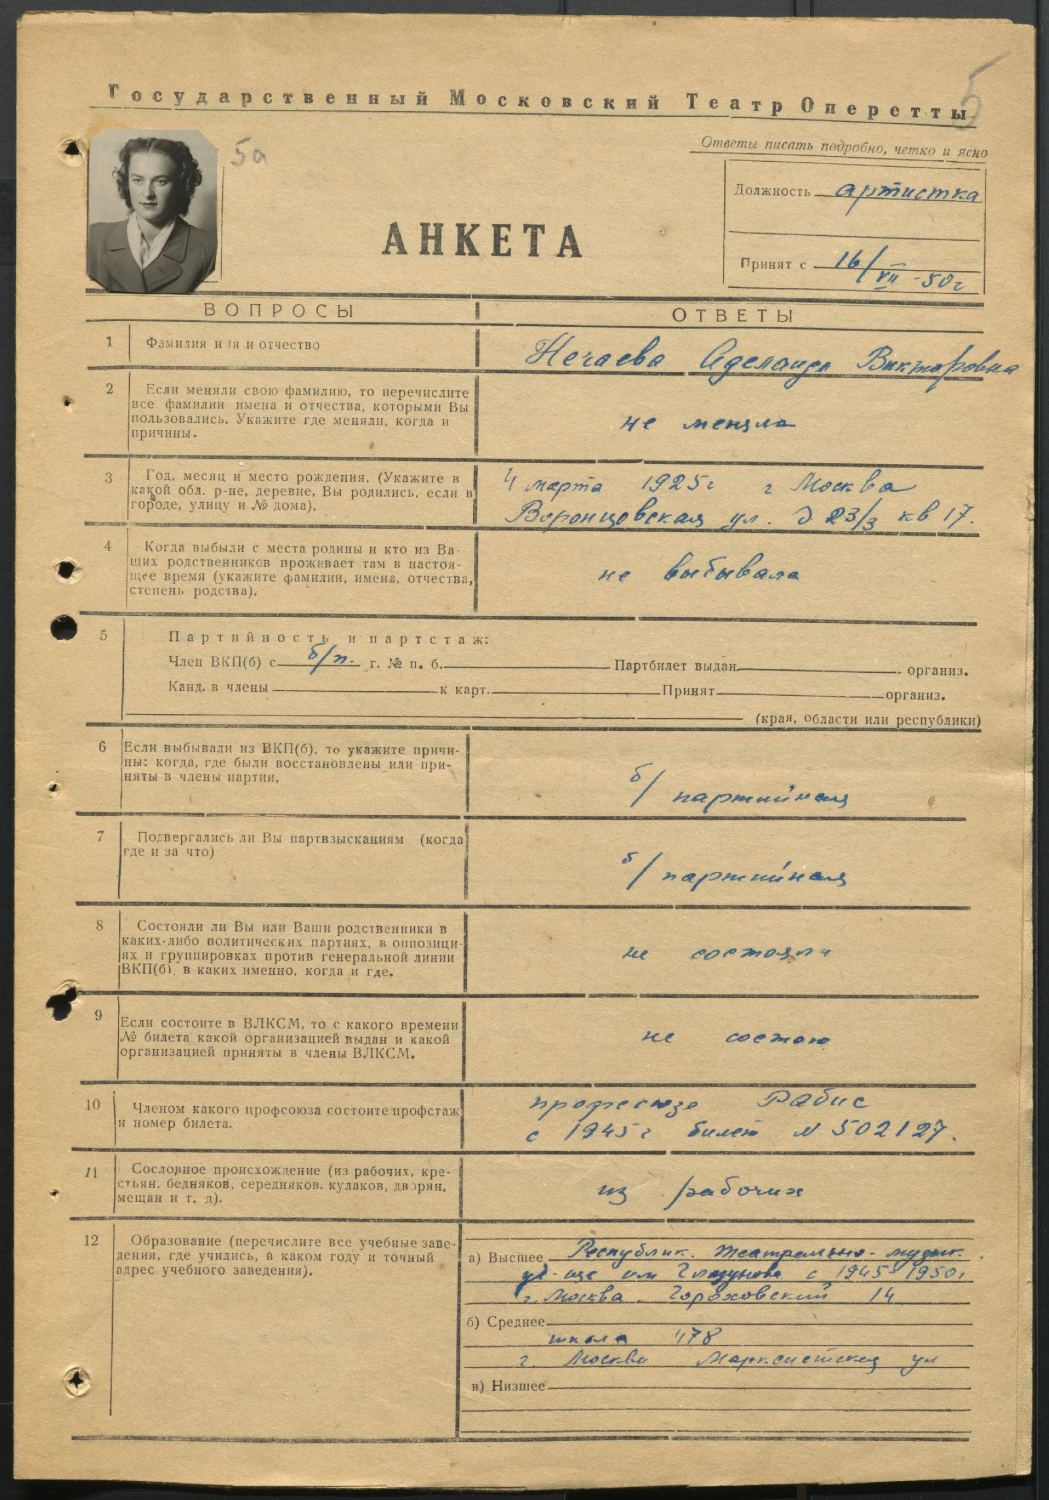 5
Государственный Московский Театр Оперетты
Ответы писать подробно, четко и ясно
5а
Должность артистка
АНКЕТА
Принят с 16/VII-50г
ВОПРОСЫ ОТВЕТЫ
1 Фамилия имя и отчество Нечаева Аделаида Викторовна
2 Если меняли свою фамилию, то перечислите
все фамилии имена и отчества, которыми Вы
пользовались. Укажите где меняли, когда и
причины.
не меняла
3 Год, месяц и место рождения. (Укажите в
какой обл. р-не, деревне, Вы родились, если в
городе, улицу и № дома).
4 марта 1925г г Москва
Воронцовская ул. д 23/3 кв 17.
4 Когда выбыли с места родины и кто из Ва-
ших родственников проживает там в настоя-
щее время (укажите фамилии, имена, отчества,
степень родства).
не выбывала
5 Партийность и партстаж:
Член ВКП(б) с б/п. г. № п. б. Партбилет выдан организ.
Канд. в члены к карт. Принят организ.
(края, области или республики)
6 Если выбывали из ВКП(б), то укажите причи-
ны: когда, где были восстановлены или при-
няты в члены партии,
б/партийная
7 Подвергались ли Вы партвзысканиям (когда
где и за что)
б/партийная
8 Состояли ли Вы или Ваши родственники в
каких-либо политических партиях, в оппозици-
ях и группировках против генеральной линии
ВКП(б) в каких именно, когда и где.
не состояли
9 Если состоите в ВЛКСМ, то с какого времени
№ билета какой организацией выдан и какой
организацией приняты в члены ВЛКСМ.
не состою
10 Членом какого профсоюза состоите профстаж
и номер билета.
профсоюза Рабис
с 1945г билет N 502127.
11 Сословное происхождение (из рабочих, кре-
стьян, бедняков, середняков, кулаков, дворян,
мещан и т. д).
из рабочих
12 Образование (перечислите все учебные заве-
дения, где учились, в каком году и точный
адрес учебного заведения).
а) Высшее Республик. театрально-музык.
уч-ще им Глазунова с 1945-1950г
г. Москва. Гороховский 14
б) Среднее
школа 478
г. Москва Марксистская ул
в) Низшее